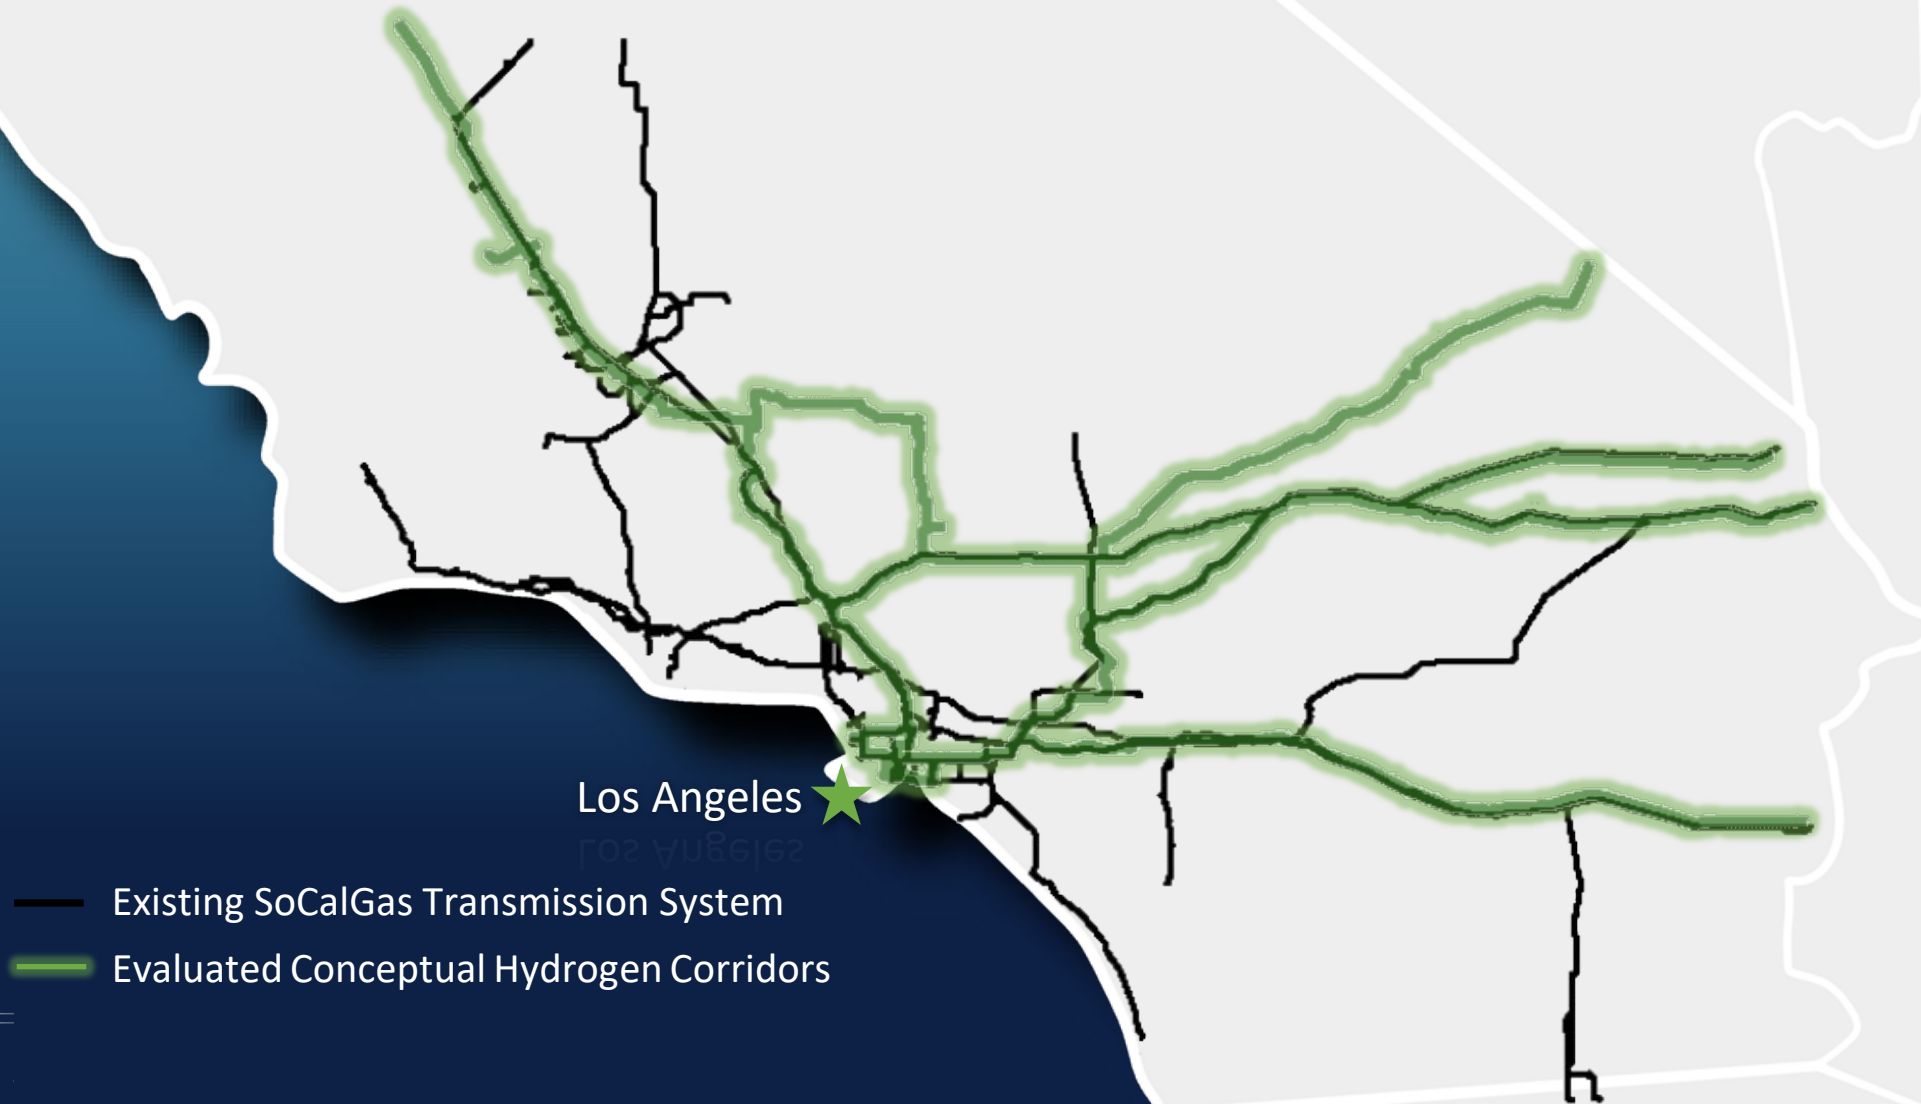 Los Angeles
Existing SoCalGas Transmission System
Evaluated Conceptual Hydrogen Corridors